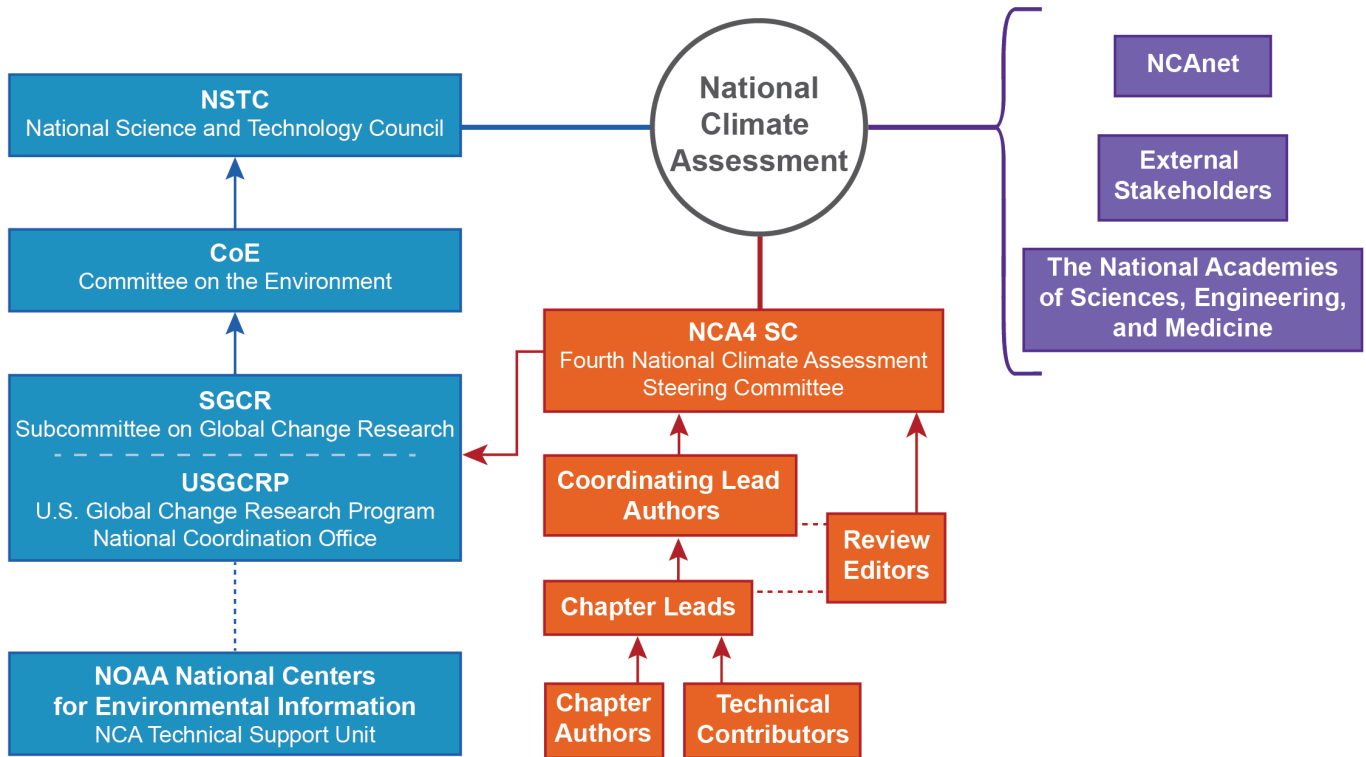 National
Climate
Assessment
NSTC
National Science and Technology Council
CoE
Committee on the Environment
SGCR
Subcommittee on Global Change Research
USGCRP
U.S. Global Change Research Program
National Coordination Office
NOAA National Centers
for Environmental Information
NCA Technical Support Unit
NCA4 SC
Fourth National Climate Assessment
Steering Committee
Coordinating Lead
Authors
Review
Editors
Chapter Leads
Chapter
Authors
Technical
Contributors
NCAnet
External
Stakeholders
The National Academies
of Sciences, Engineering,
and Medicine